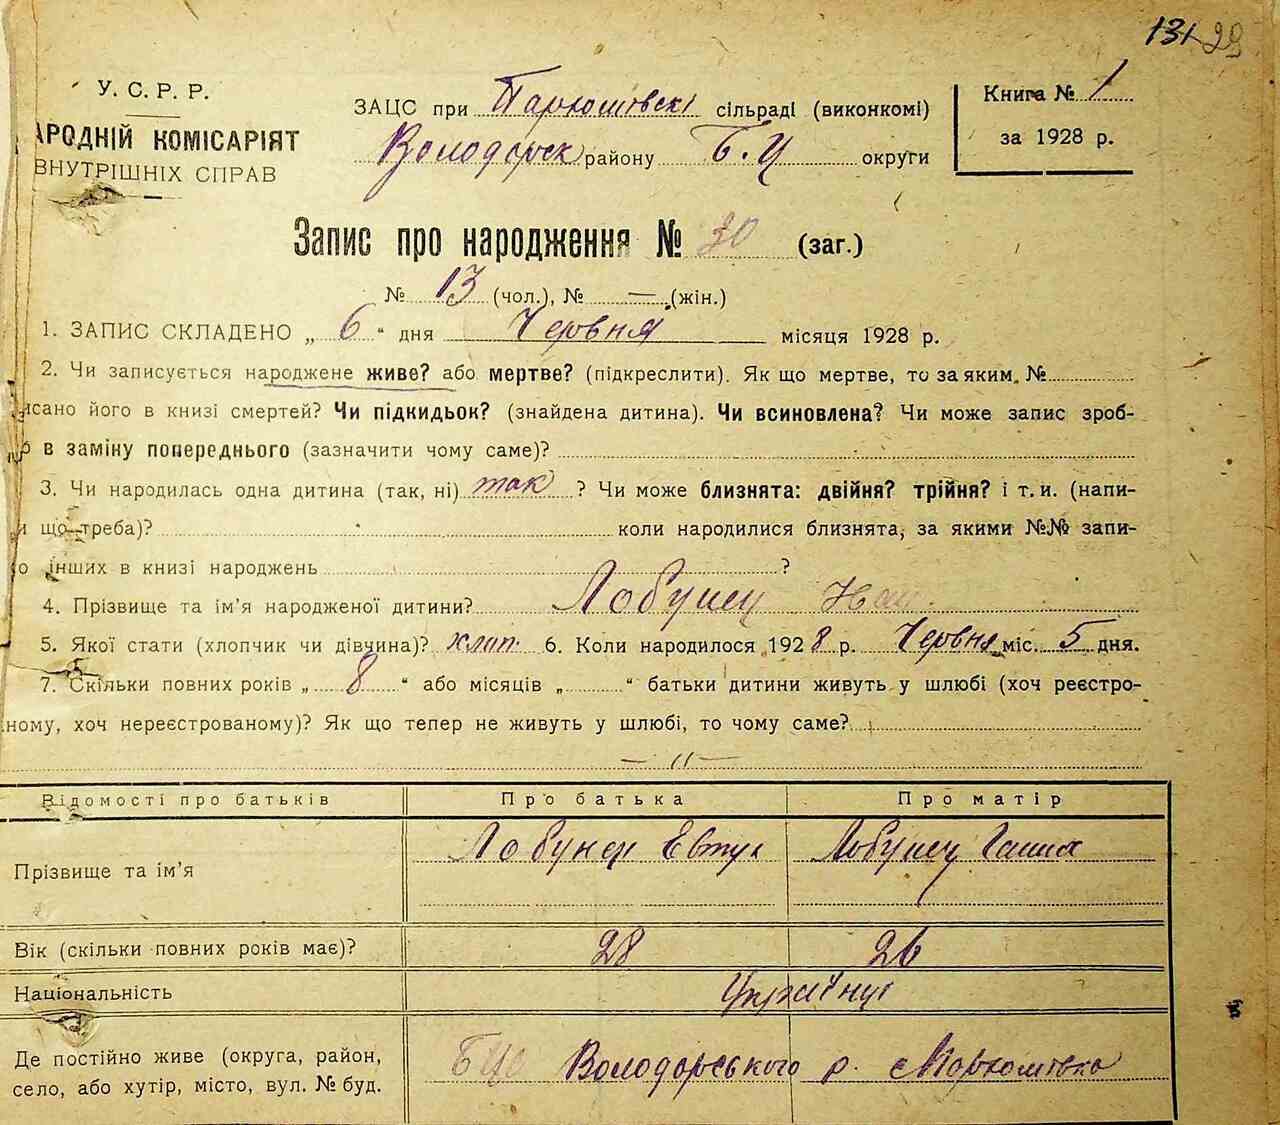 131 29
У. С. Р. Р.
АРОДНІЙ КОМІСАРІЯТ
ВНУТРІШНІХ СПРАВ
ЗАЦС при Пархомівскі сільраді (виконкомі)
Володарск району Б.Ц округи
Книга № 1
за 1928 р.
Запис про народження № 30 (заг.)
№ 13 (чол.), № — (жін.)
1. ЗАПИС СКЛАДЕНО „ 6 “ дня Червня місяця 1928 р.
2. Чи записується народжене живе? або мертве? (підкреслити). Як що мертве, то за яким №
исано його в книзі смертей? Чи підкидьок? (знайдена дитина). Чи всиновлена? Чи може запис зроб-
в заміну попереднього (зазначити чому саме)?
3. Чи народилась одна дитина (так, ні) так ? Чи може близнята: двійня? трійня? і т. и. (напи-
и що треба)? коли народилися близнята, за якими №№ запи-
о інших в книзі народжень ?
4. Прізвище та ім'я народженої дитини? Лобунец
5. Якої стати (хлопчик чи дівчина)? хлоп. 6. Коли народилося 1928 р. Червня міс. 5 дня.
7. Скільки повних років „ 8 “ або місяців „ “ батьки дитини живуть у шлюбі (хоч реєстро-
ному, хоч нереєстрованому)? Як що тепер не живуть у шлюбі, то чому саме?
— 〃 —
Відомості про батьків Про батька Про матір
Прізвище та ім'я Лобунец Евтух Лобунец Ганна
Вік (скільки повних років має)? 28 26
Національність Українці
Де постійно живе (округа, район,
село, або хутір, місто, вул. № буд.
БЦо Володарського р. с Пархомівка